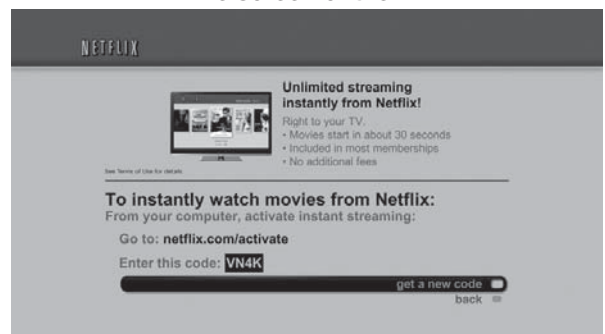 NETFLIX
Unlimited streaming
instantly from Netflix!
Right to your TV.
• Movies start in about 30 seconds
• Included in most memberships
• No additional fees
See Terms of Use for details
To instantly watch movies from Netflix:
From your computer, activate instant streaming:
Go to: netflix.com/activate
Enter this code: VN4K
get a new code
back